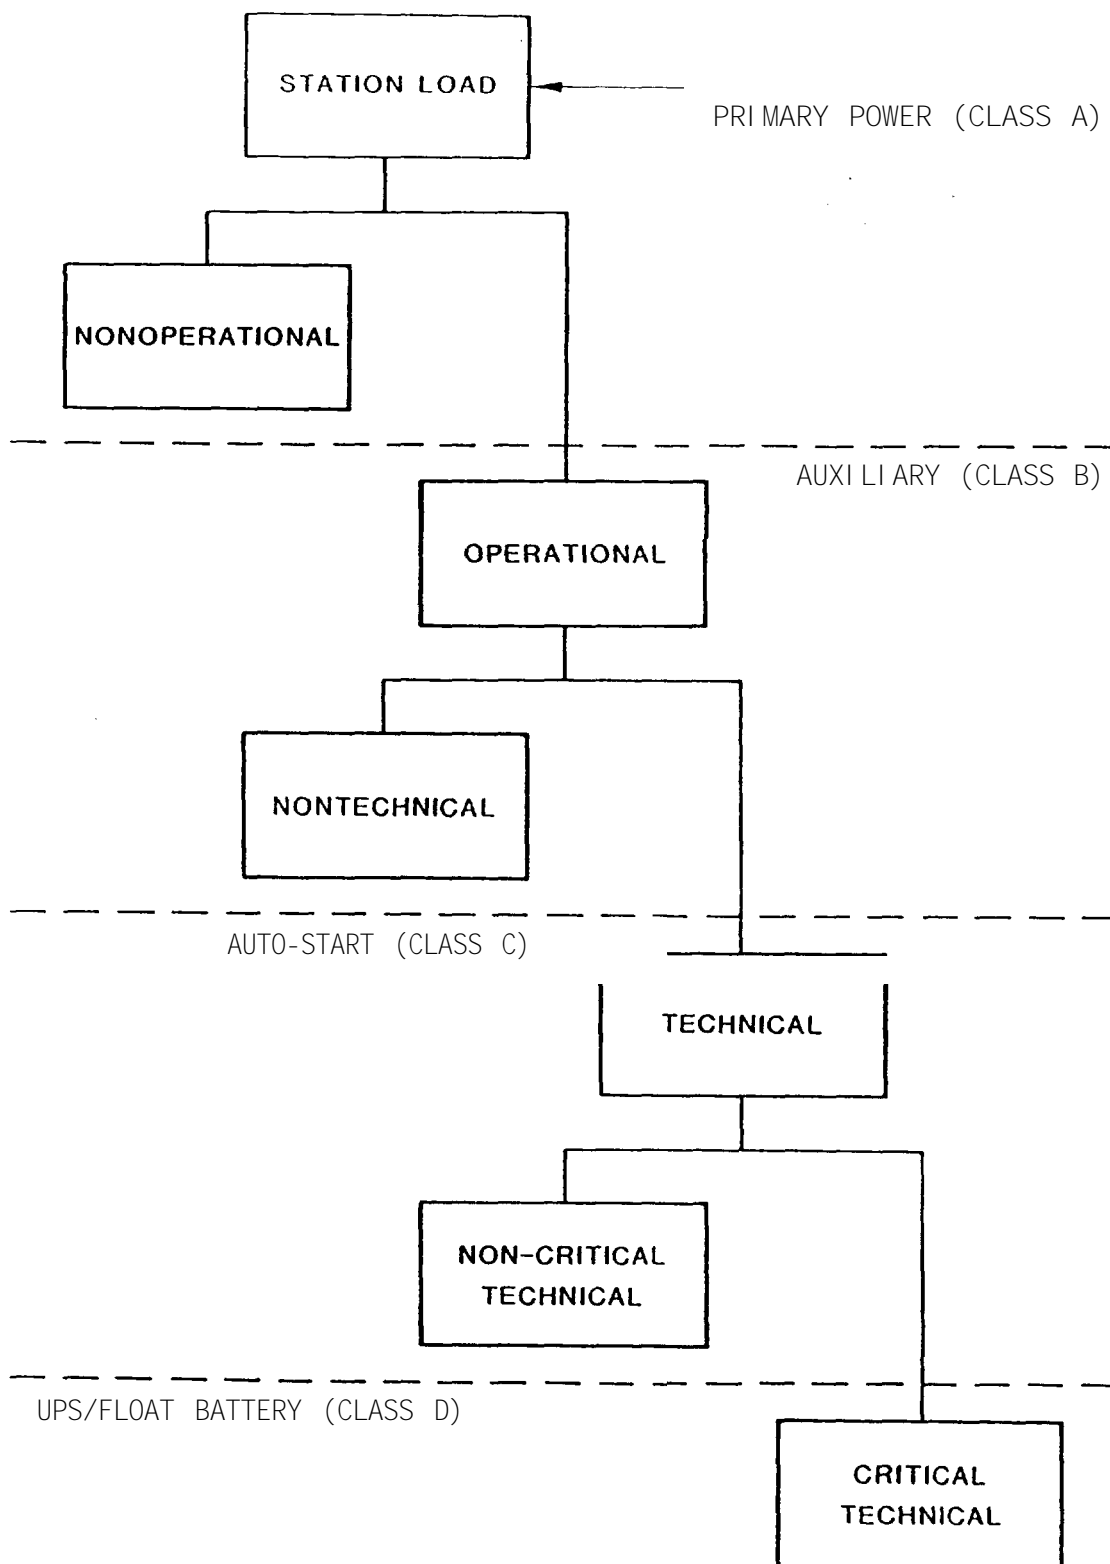 STATION LOAD
PRIMARY POWER (CLASS A)
NONOPERATIONAL
AUXILIARY (CLASS B)
OPERATIONAL
NONTECHNICAL
AUTO-START (CLASS C)
TECHNICAL
NON-CRITICAL
TECHNICAL
UPS/FLOAT BATTERY (CLASS D)
CRITICAL
TECHNICAL